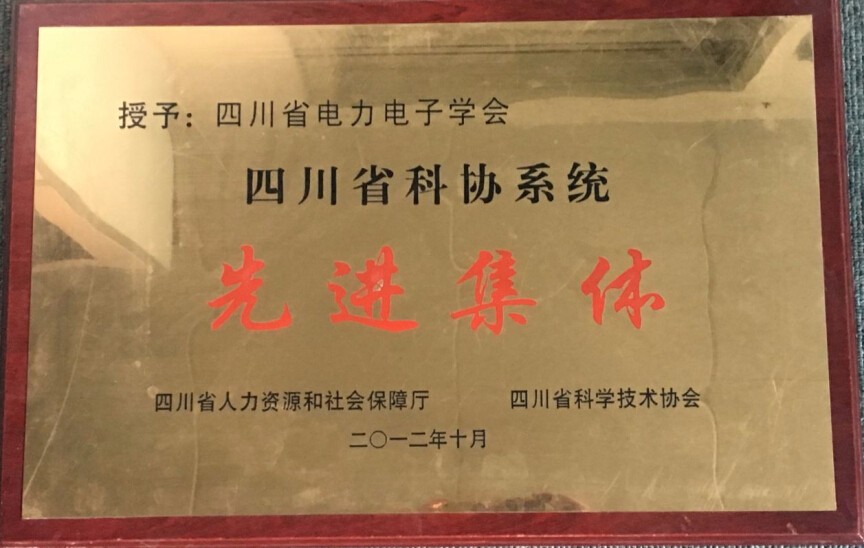 授予：四川省电力电子学会
四川省科协系统
先进集体
四川省人力资源和社会保障厅 四川省科学技术协会
二〇一二年十月